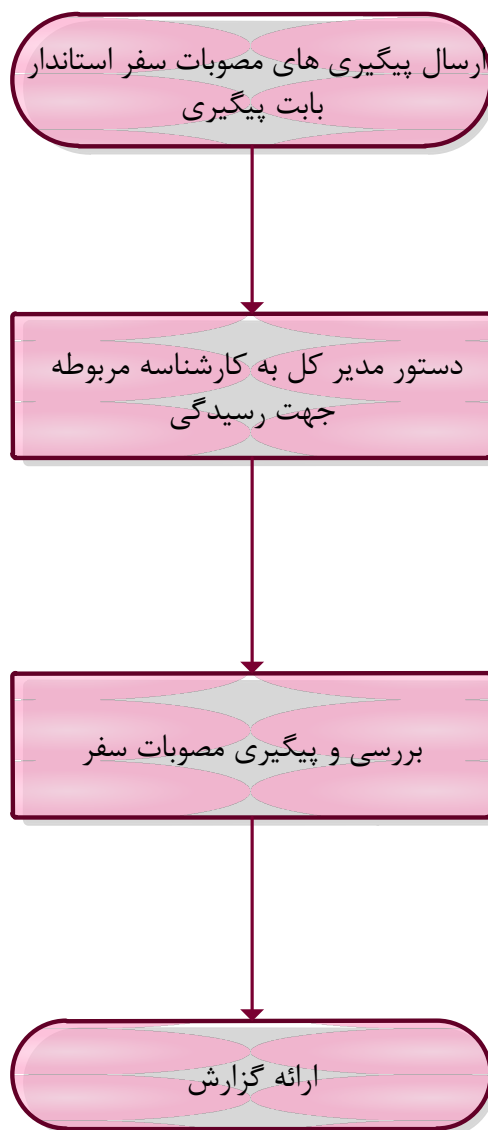 ارسال پیگیری های مصوبات سفر استاندار
بابت پیگیری
دستور مدیر کل به کارشناسه مربوطه
جهت رسیدگی
بررسی و پیگیری مصوبات سفر
ارائه گزارش